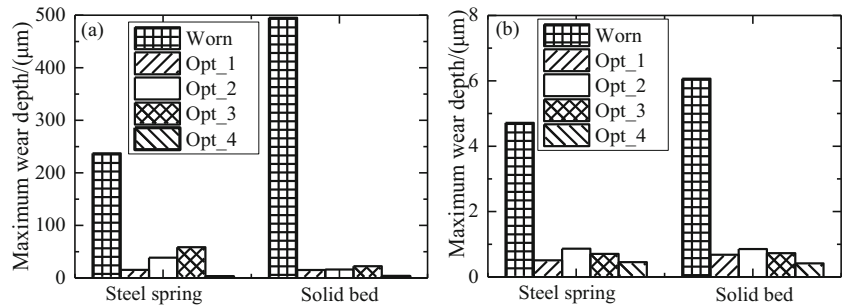 (a)
Maximum wear depth/(μm)
500
400
300
200
100
0
Worn
Opt_1
Opt_2
Opt_3
Opt_4
Steel spring
Solid bed
(b)
Maximum wear depth/(μm)
8
6
4
2
0
Worn
Opt_1
Opt_2
Opt_3
Opt_4
Steel spring
Solid bed